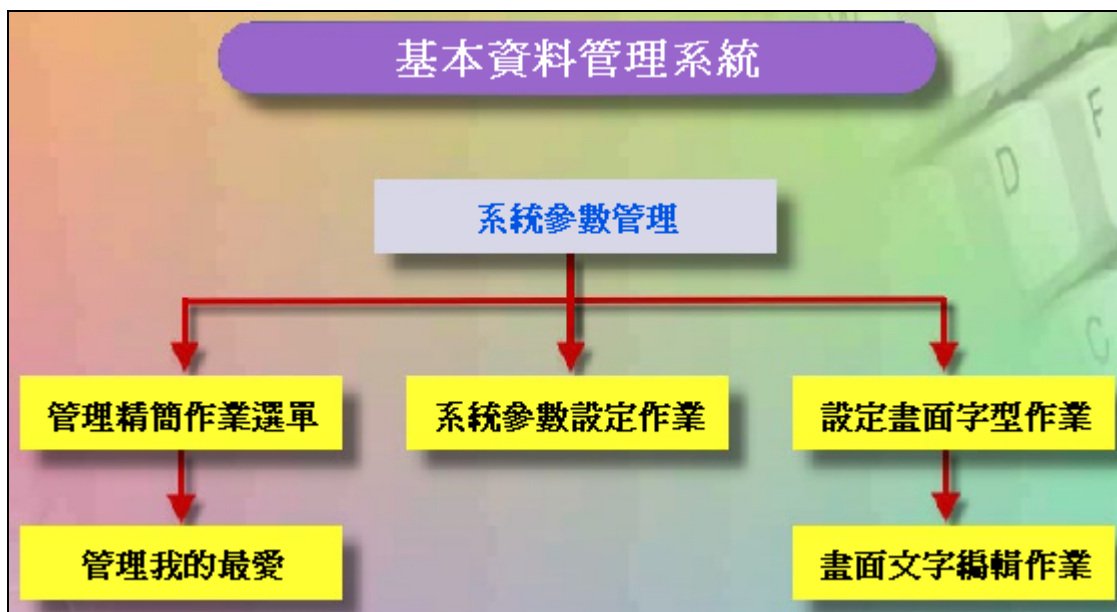 基本資料管理系統
系統參數管理
管理精簡作業選單
系統參數設定作業
設定畫面字型作業
管理我的最愛
畫面文字編輯作業
D
F
C